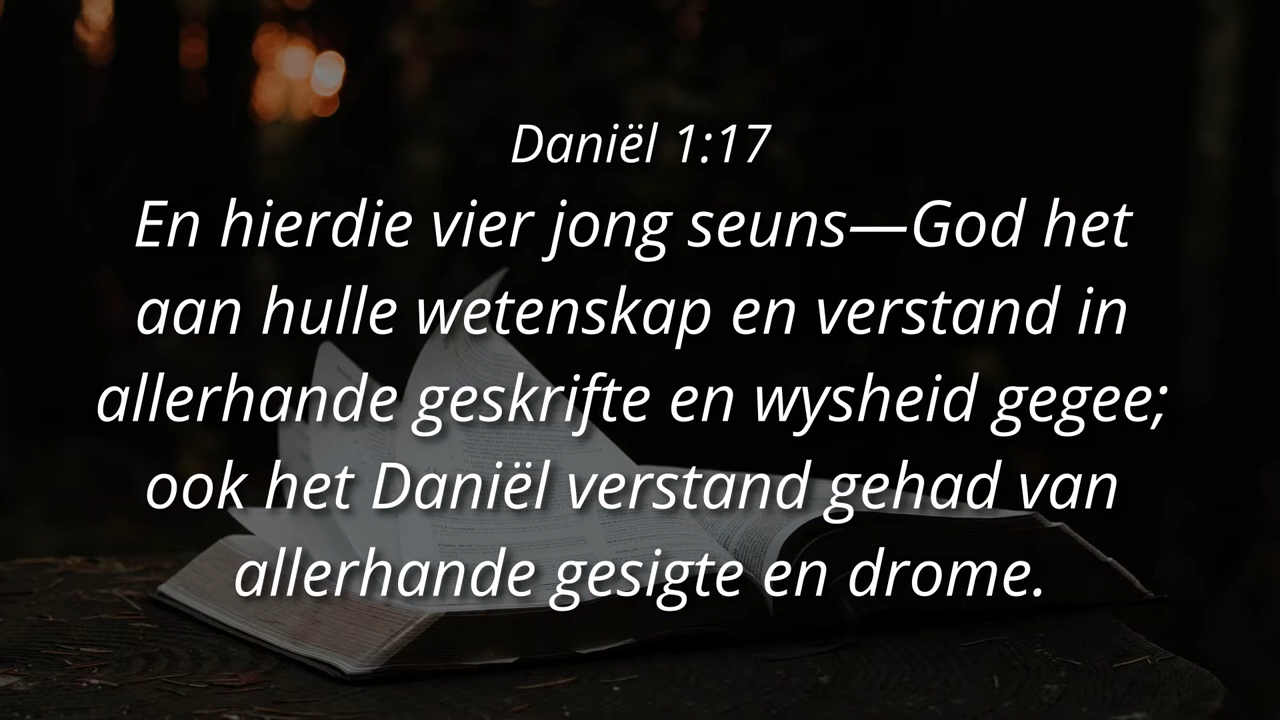 Daniël 1:17
En hierdie vier jong seuns—God het
aan hulle wetenskap en verstand in
allerhande geskrifte en wysheid gegee;
ook het Daniël verstand gehad van
allerhande gesigte en drome.